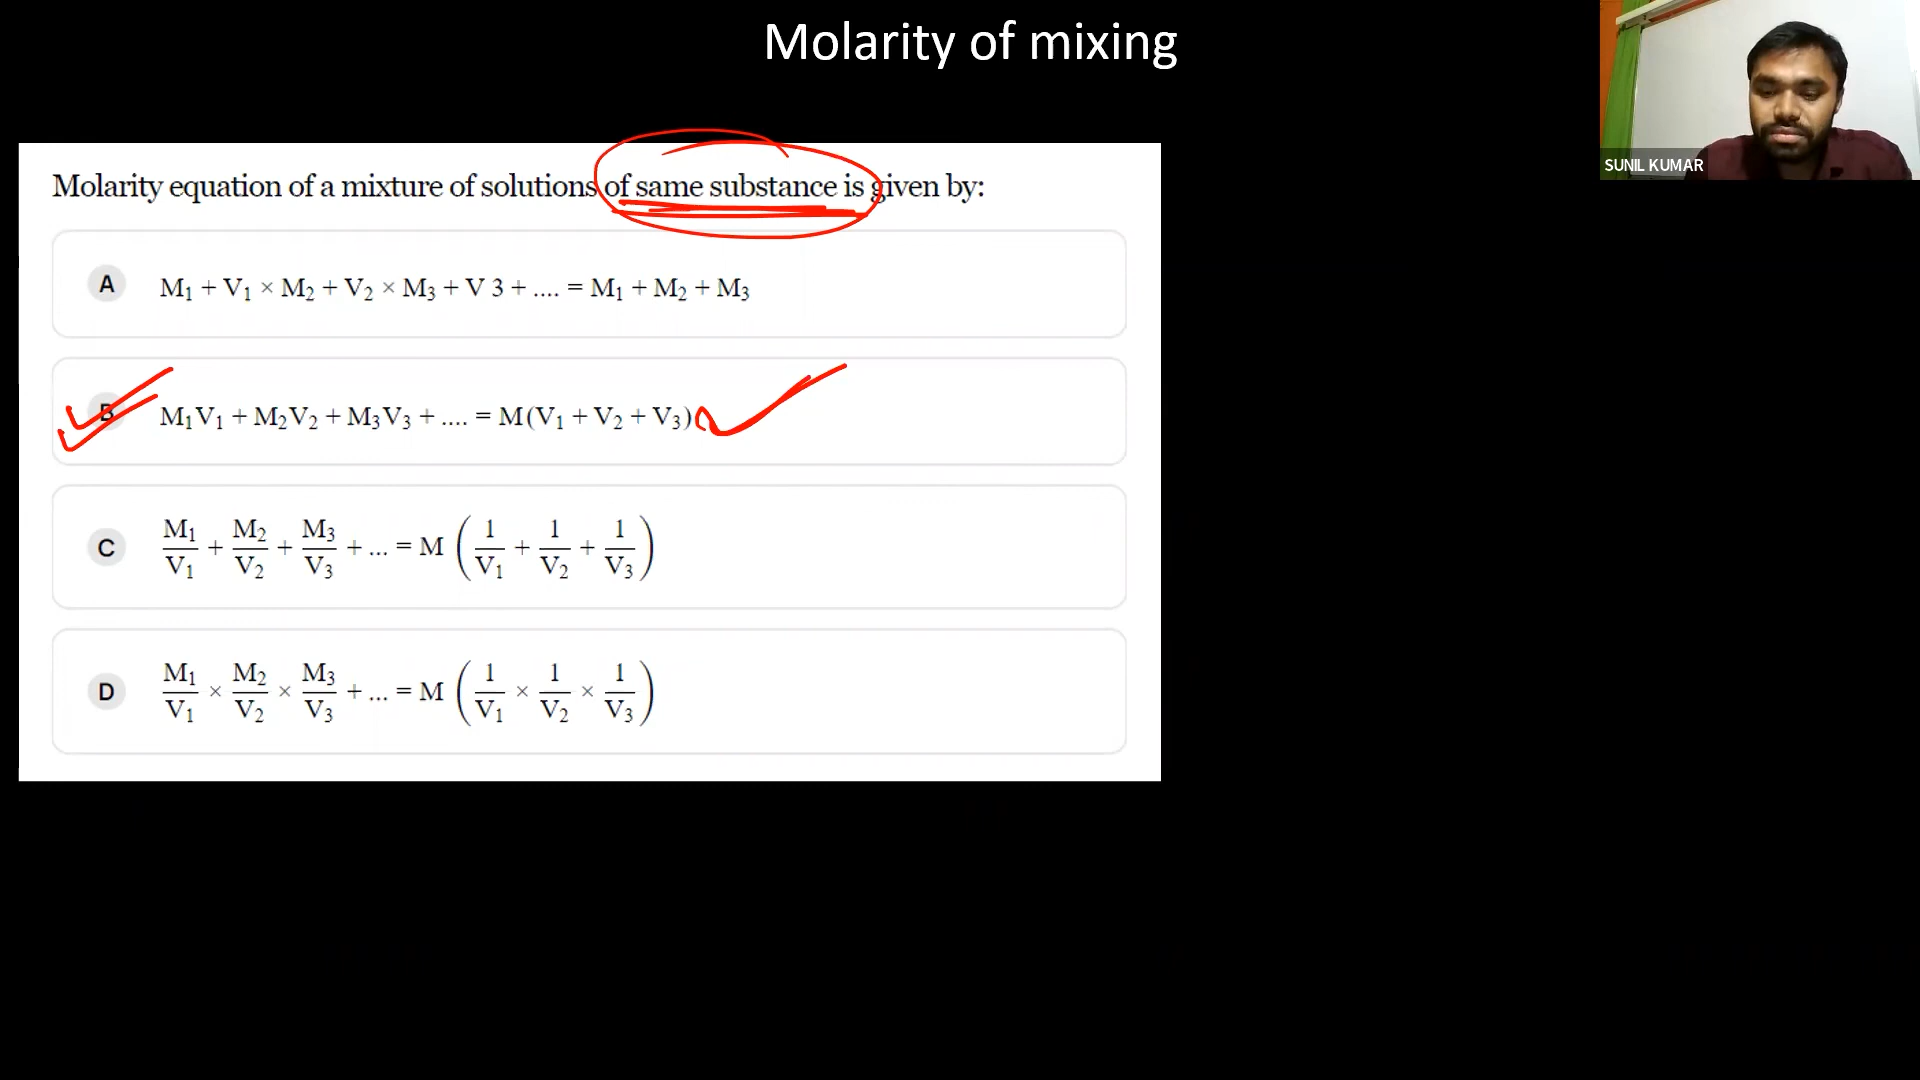 Molarity of mixing
SUNIL KUMAR
Molarity equation of a mixture of solutions of same substance is given by:
A M₁ + V₁ × M₂ + V₂ × M₃ + V 3 + .... = M₁ + M₂ + M₃
B M₁V₁ + M₂V₂ + M₃V₃ + .... = M(V₁ + V₂ + V₃)
C M₁/V₁ + M₂/V₂ + M₃/V₃ + ... = M (1/V₁ + 1/V₂ + 1/V₃)
D M₁/V₁ × M₂/V₂ × M₃/V₃ + ... = M (1/V₁ × 1/V₂ × 1/V₃)